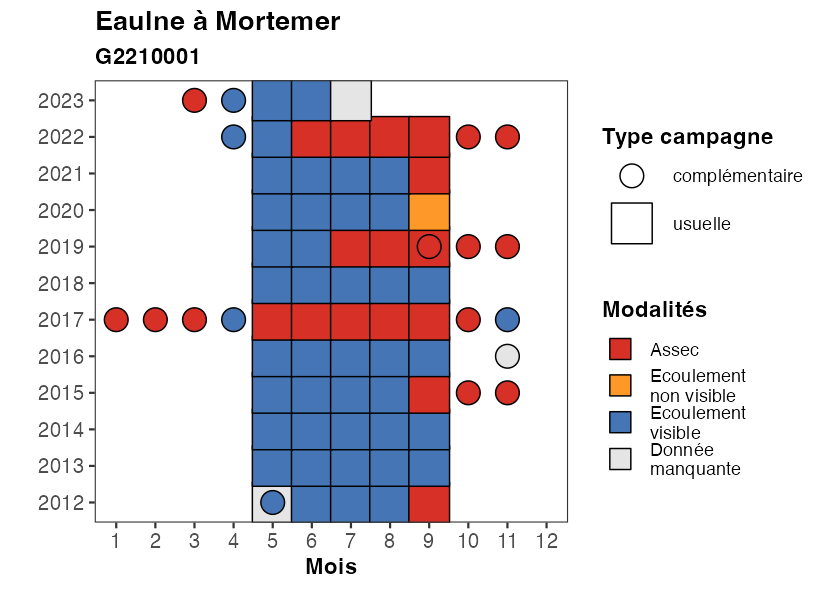 Eaulne à Mortemer
G2210001
2023
2022
2021
2020
2019
2018
2017
2016
2015
2014
2013
2012
1 2 3 4 5 6 7 8 9 10 11 12
Mois
Type campagne
complémentaire
usuelle
Modalités
Assec
Ecoulement
non visible
Ecoulement
visible
Donnée
manquante